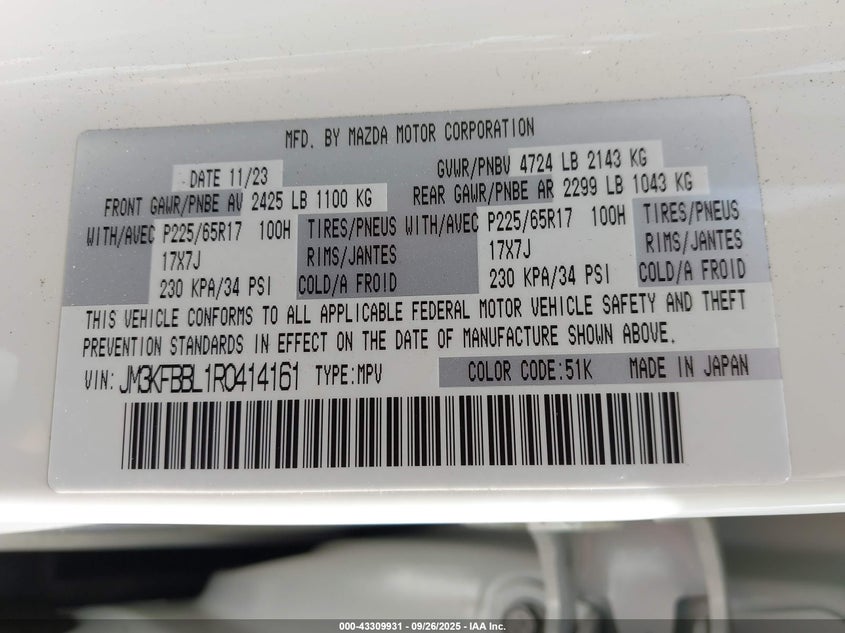 MFD. BY MAZDA MOTOR CORPORATION
DATE 11/23 GVWR/PNBV 4724 LB 2143 KG
FRONT GAWR/PNBE AV 2425 LB 1100 KG REAR GAWR/PNBE AR 2299 LB 1043 KG
WITH/AVEC P225/65R17 100H TIRES/PNEUS WITH/AVEC P225/65R17 100H TIRES/PNEUS
17X7J RIMS/JANTES 17X7J RIMS/JANTES
230 KPA/34 PSI COLD/A FROID 230 KPA/34 PSI COLD/A FROID
THIS VEHICLE CONFORMS TO ALL APPLICABLE FEDERAL MOTOR VEHICLE SAFETY AND THEFT
PREVENTION STANDARDS IN EFFECT ON THE DATE OF MANUFACTURE SHOWN ABOVE.
VIN: JM3KFBBL1R0414161 TYPE:MPV COLOR CODE:51K MADE IN JAPAN
000-43309931 - 09/26/2025 - IAA Inc.